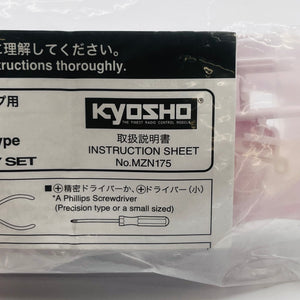 に理解してください。
structions thoroughly.
プ用
ype
Y SET
KYOSHO
THE FINEST RADIO CONTROL MODELS
取扱説明書
INSTRUCTION SHEET
No.MZN175
■⊕精密ドライバーか、⊕ドライバー(小)
*A Phillips Screwdriver
(Precision type or a small sized)